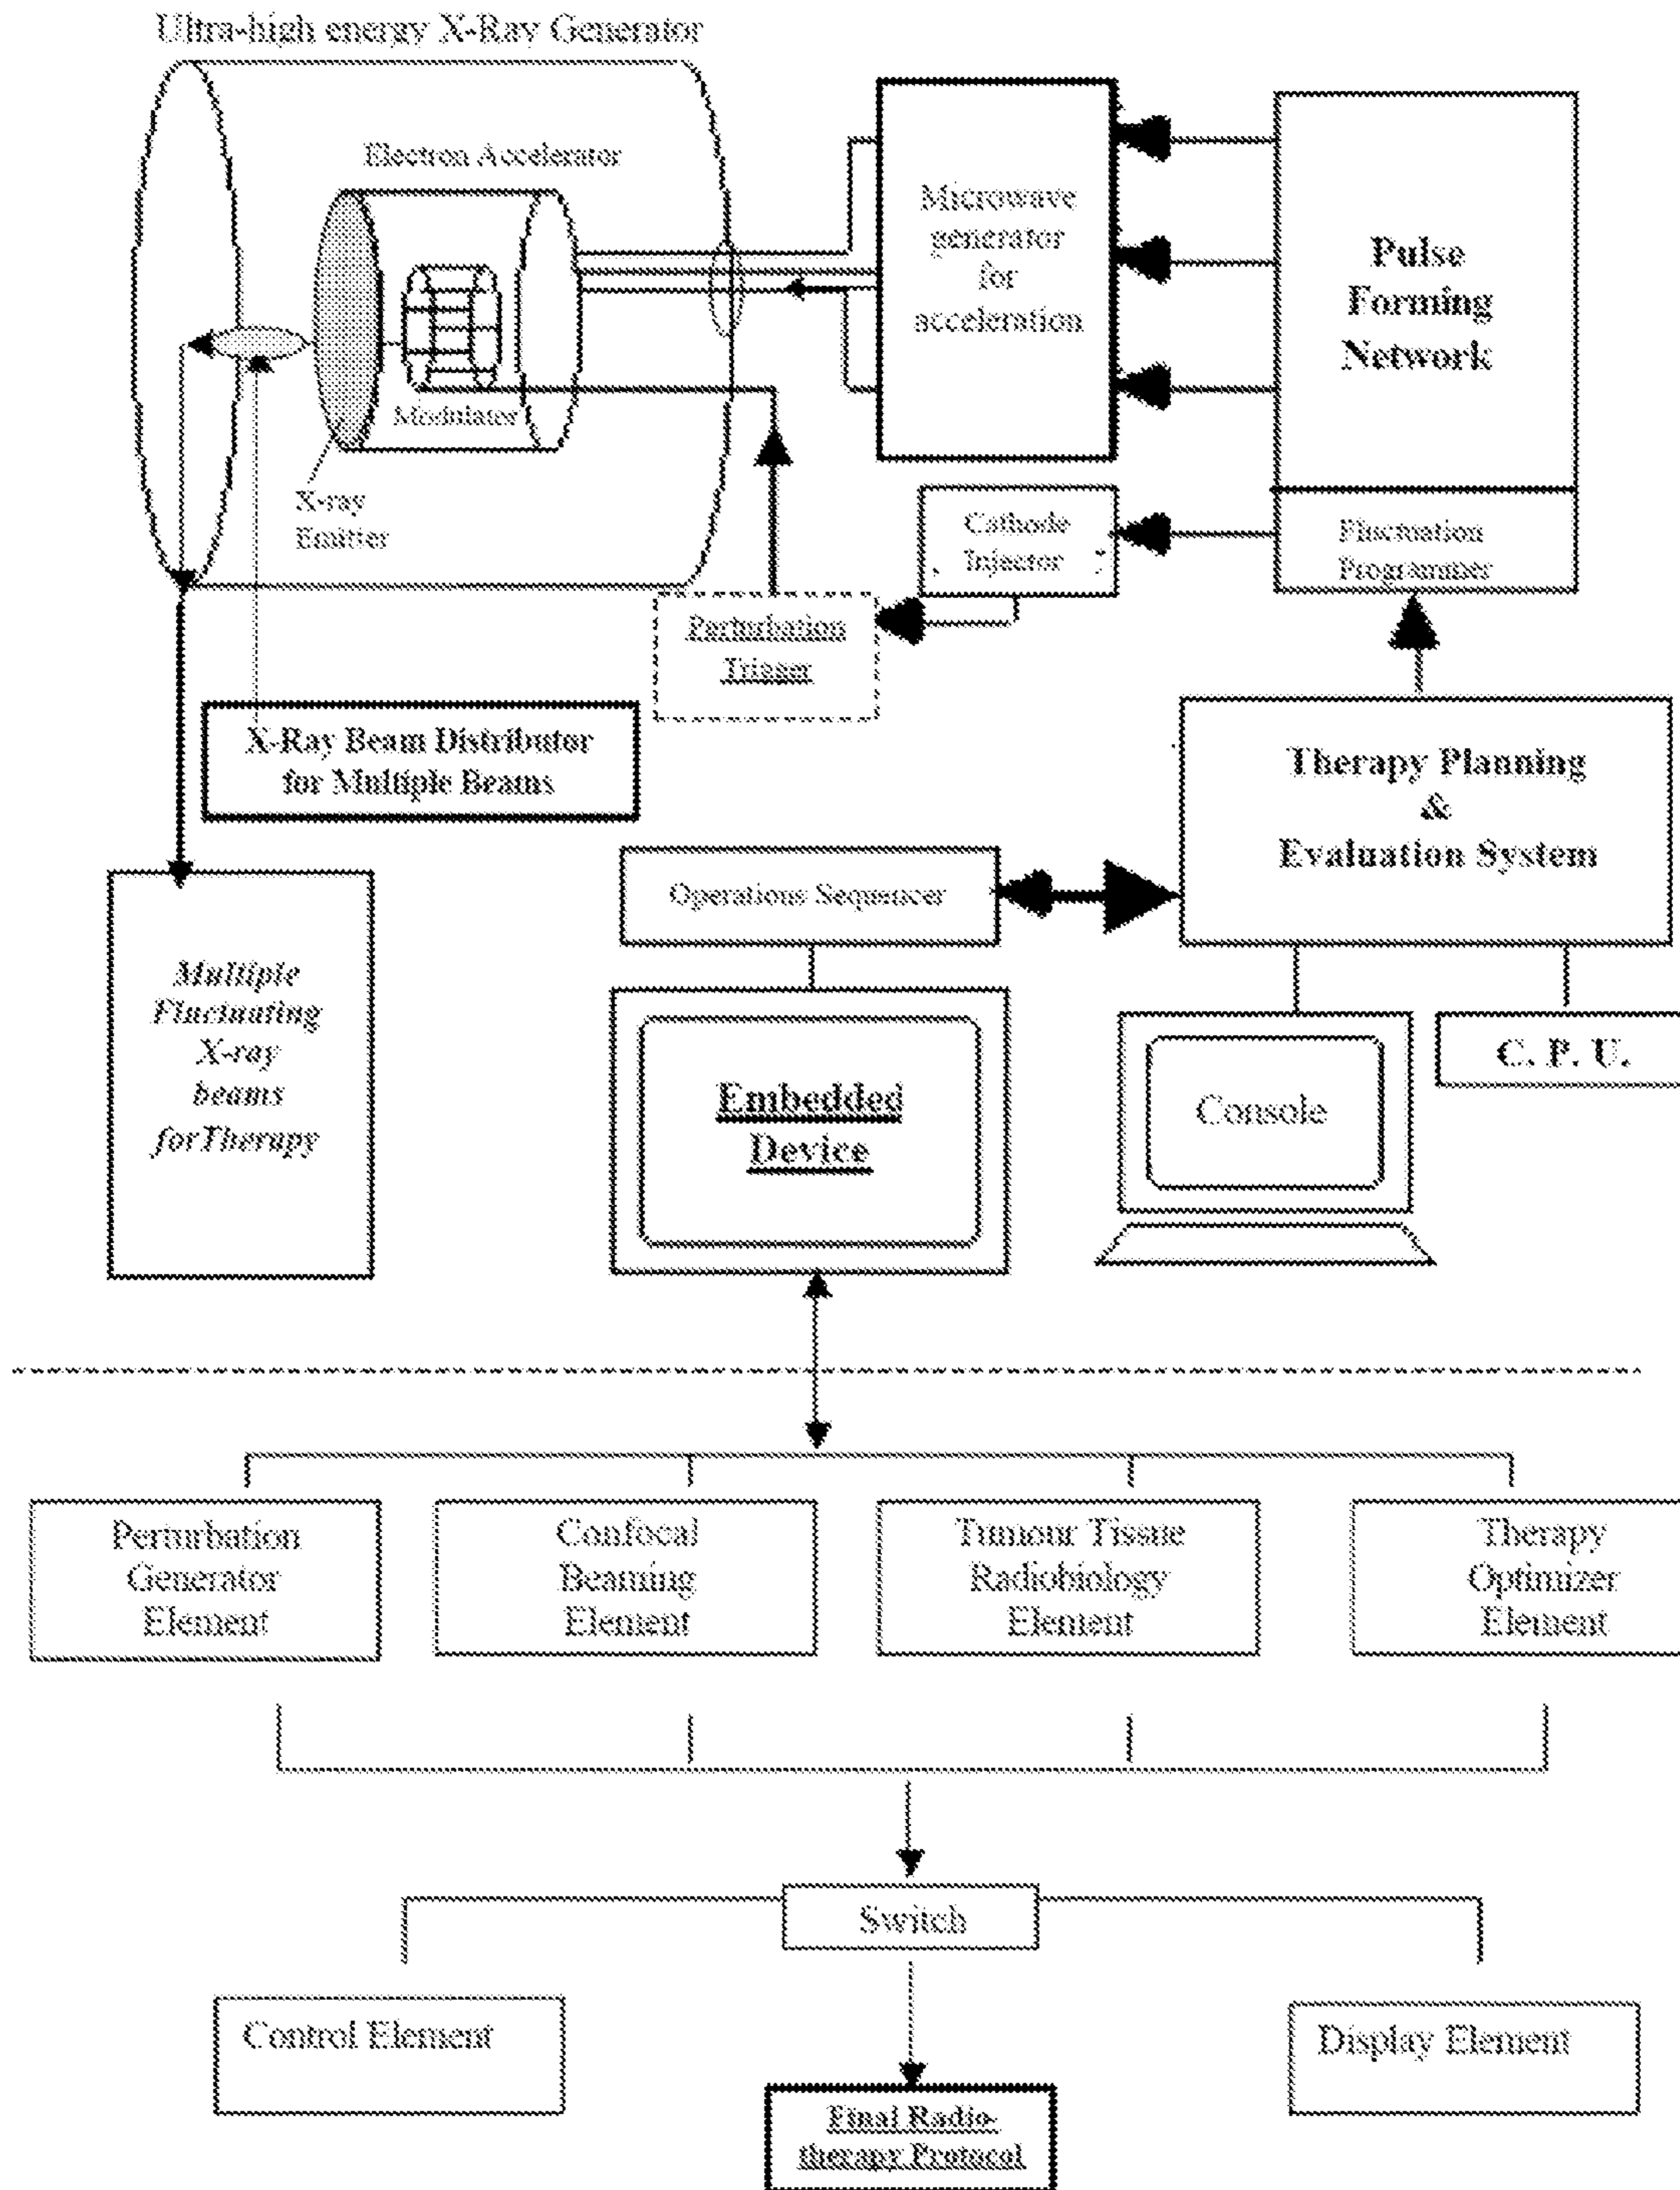 Ultra-high energy X-Ray Generator
Electron Accelerator
Modulator
X-ray
Emitter
Microwave
generator
for
acceleration
Pulse
Forming
Network
Cathode
Injector
Fluctuation
Programmer
Perturbation
Trigger
X-Ray Beam Distributor
for Multiple Beams
Therapy Planning
&
Evaluation System
Operations Sequencer
Multiple
Fluctuating
X-ray
beams
forTherapy
Embedded
Device
Console
C. P. U.
Perturbation
Generator
Element
Confocal
Beaming
Element
Tumour Tissue
Radiobiology
Element
Therapy
Optimizer
Element
Switch
Control Element
Display Element
Final Radio-
therapy Protocol